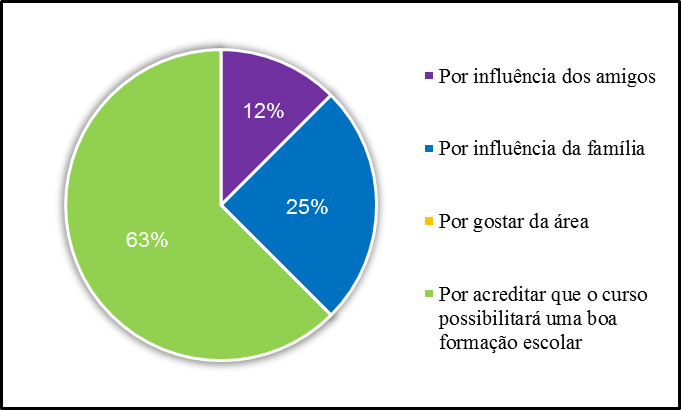 12%
25%
63%
Por influência dos amigos
Por influência da família
Por gostar da área
Por acreditar que o curso
possibilitará uma boa
formação escolar